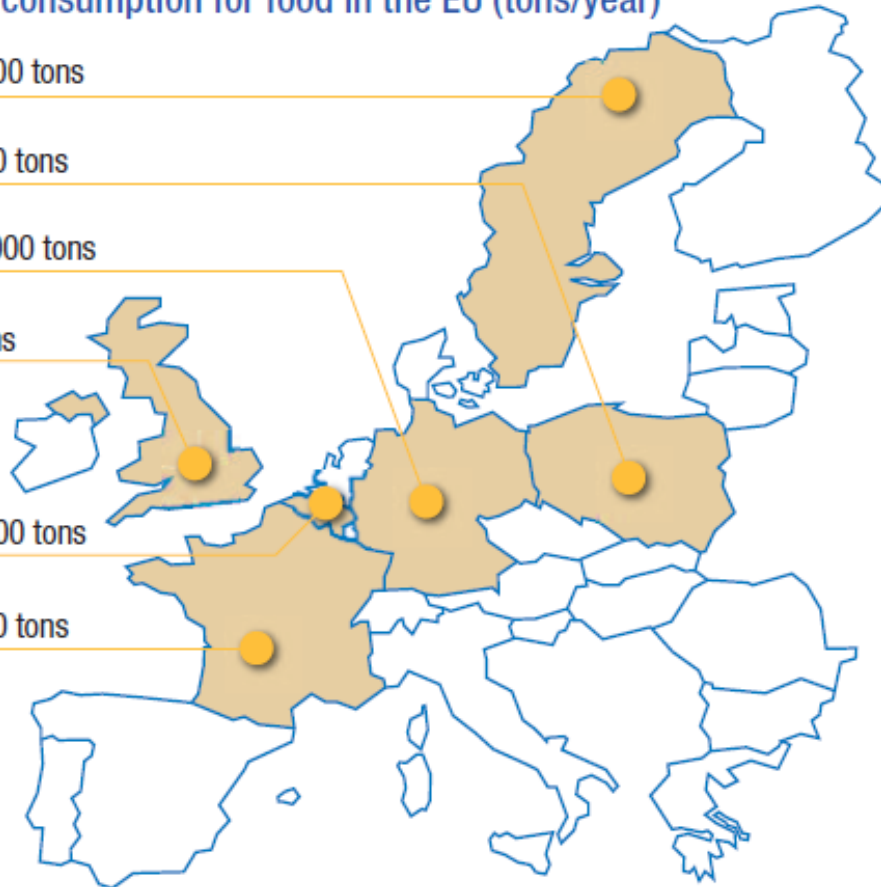 consumption for food in the EU (tons/year)
00 tons
0 tons
000 tons
s
00 tons
0 tons